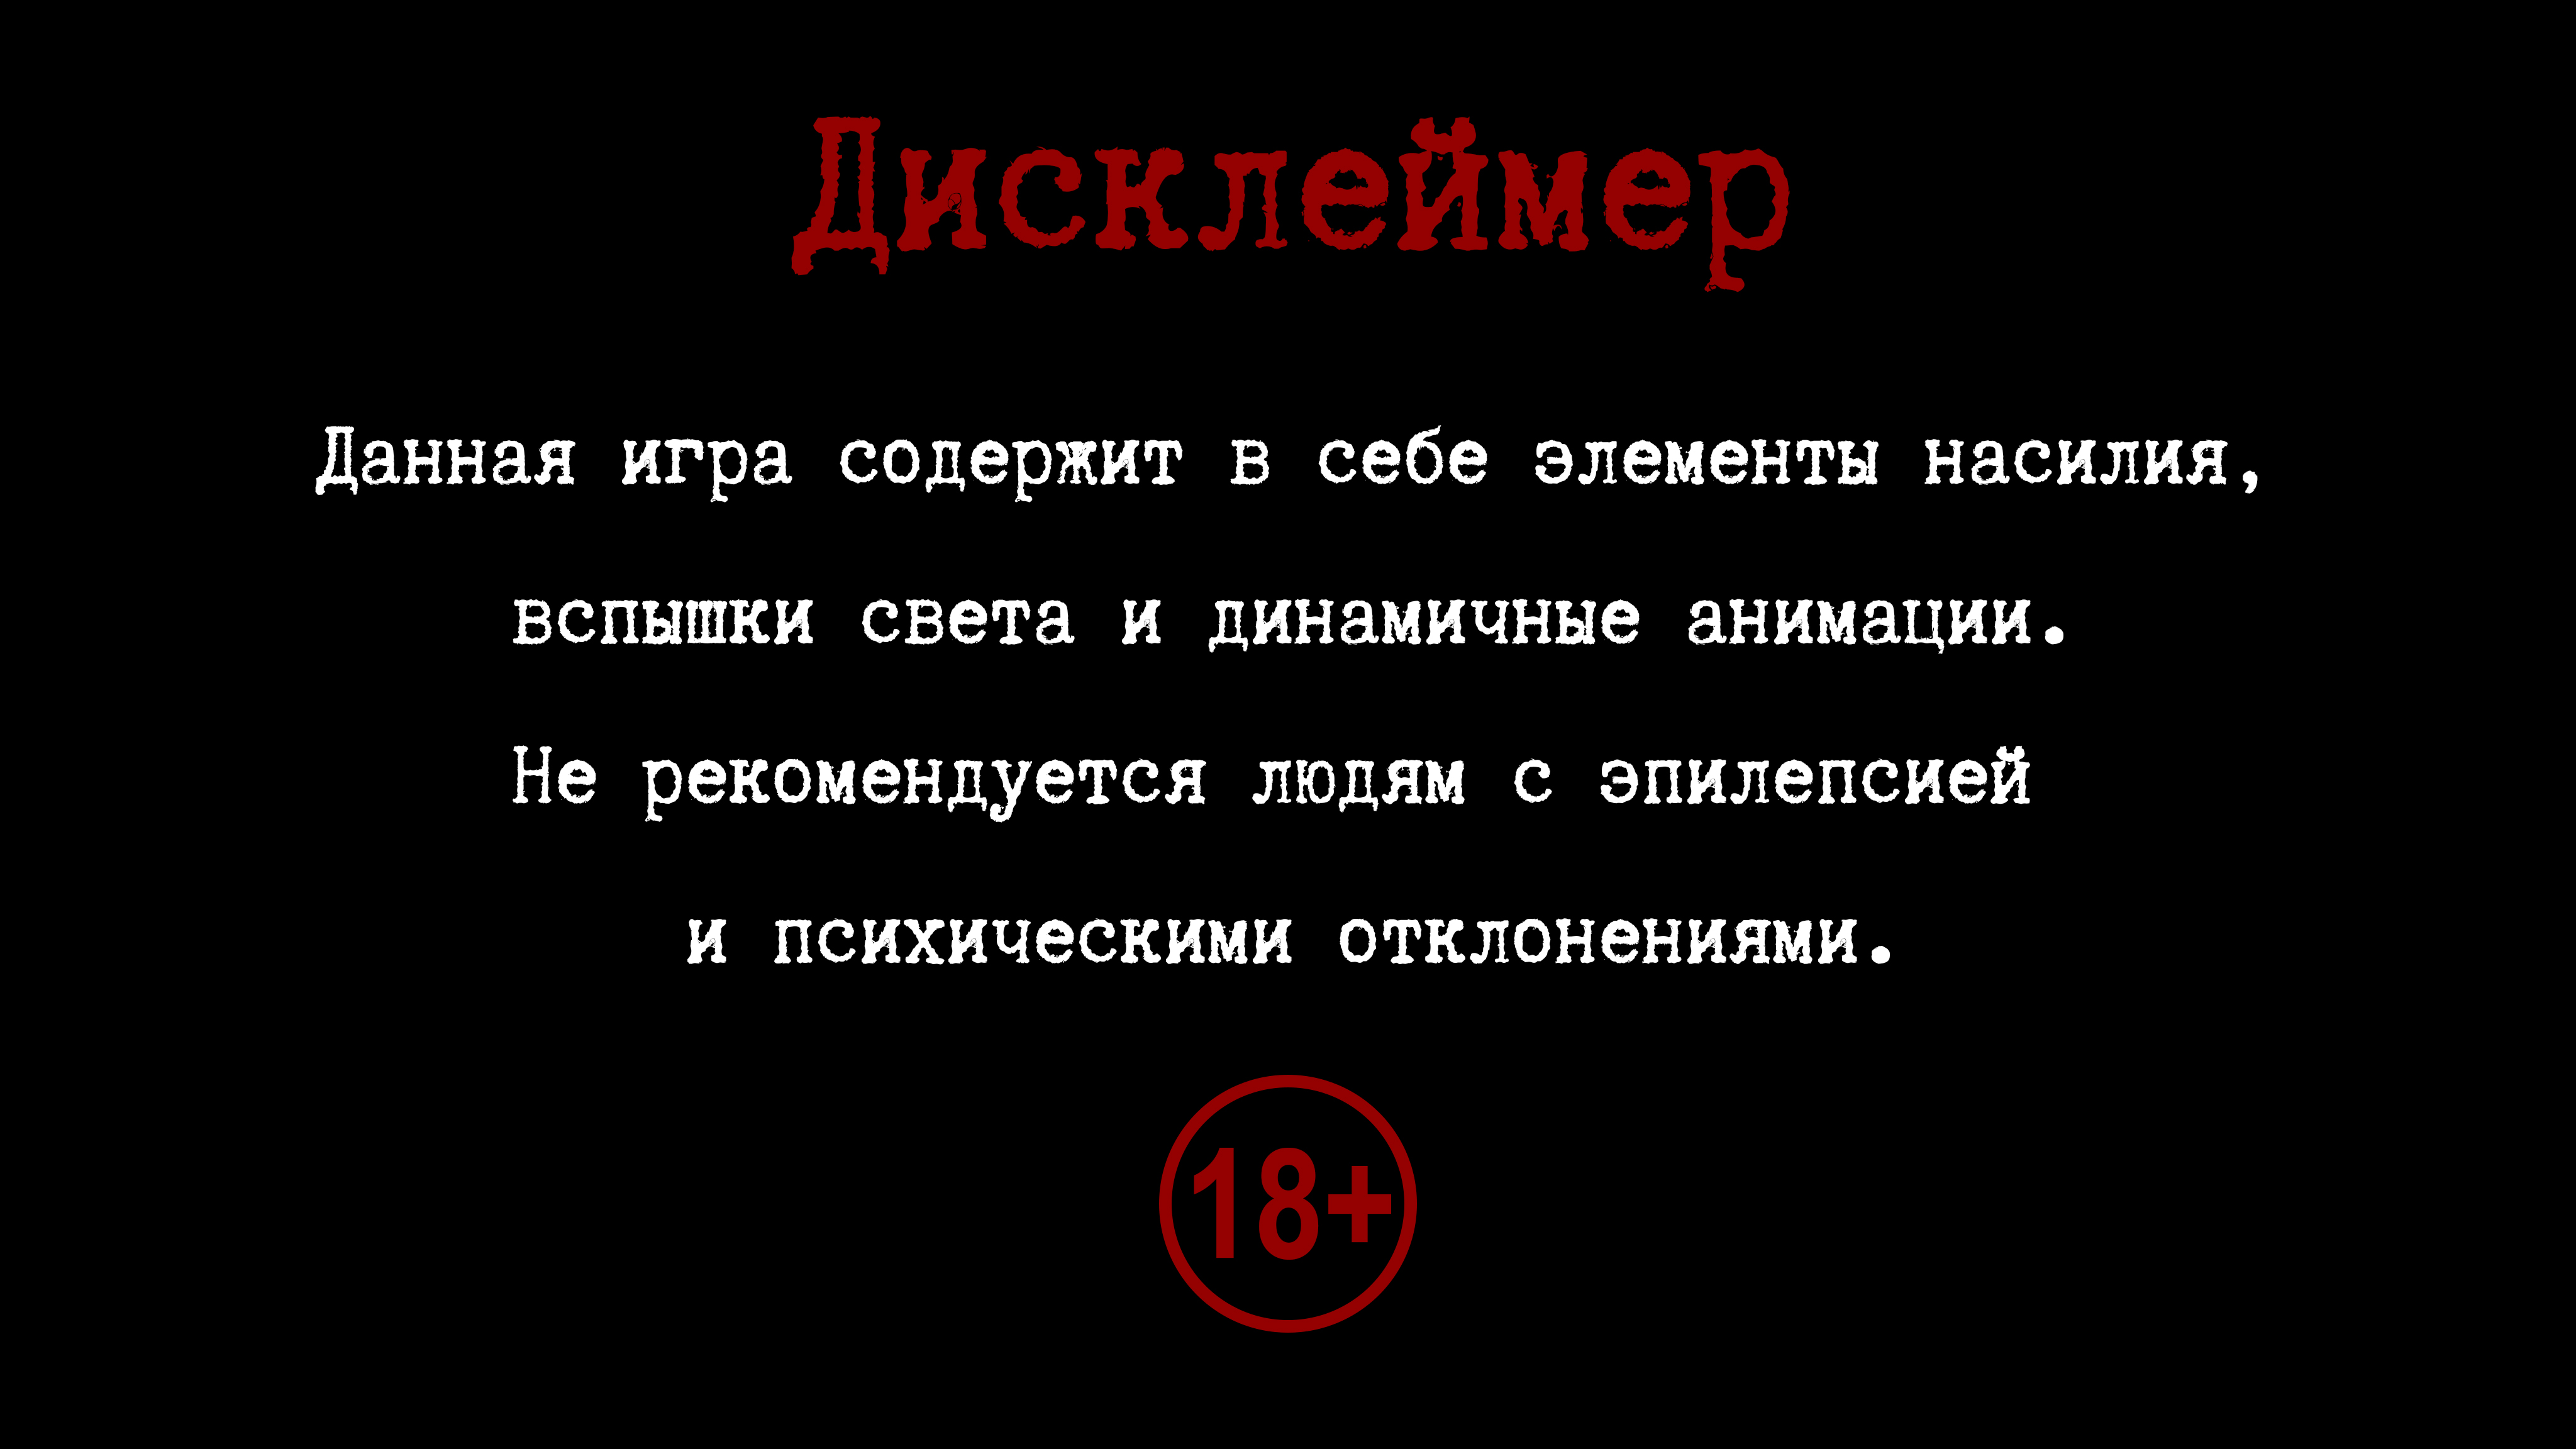 Дисклеймер
Данная игра содержит в себе элементы насилия,
вспышки света и динамичные анимации.
Не рекомендуется людям с эпилепсией
и психическими отклонениями.
18+